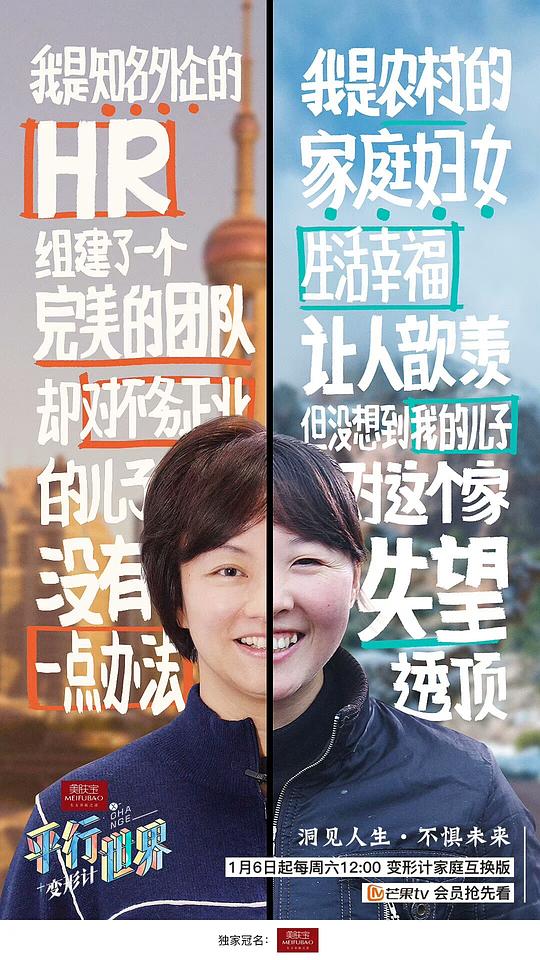 我是知名外企的
HR
组建了一个
完美的团队
却对不务正业
的儿子
没有
一点办法
我是农村的
家庭妇女
生活幸福
让人歆羡
但没想到我的儿子
对这个家
失望
透顶
美肤宝
MEIFUBAO
X CHANGE
平行世界
+变形计
洞见人生·不惧未来
1月6日起每周六12:00 变形计家庭互换版
芒果tv 会员抢先看
独家冠名：
美肤宝
MEIFUBAO